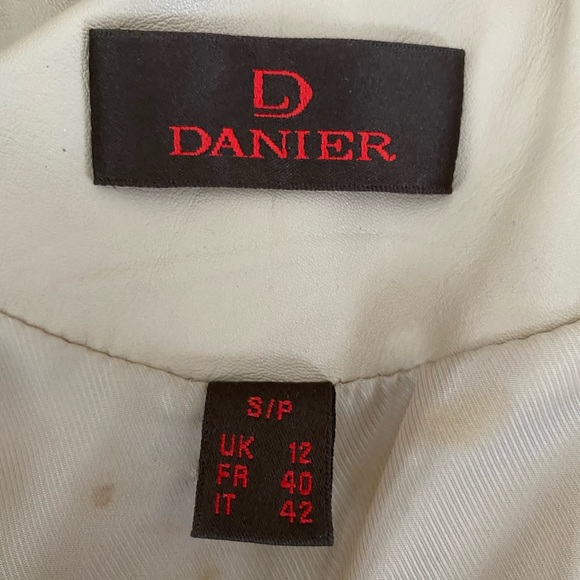 D
DANIER
S/P
UK 12
FR 40
IT 42